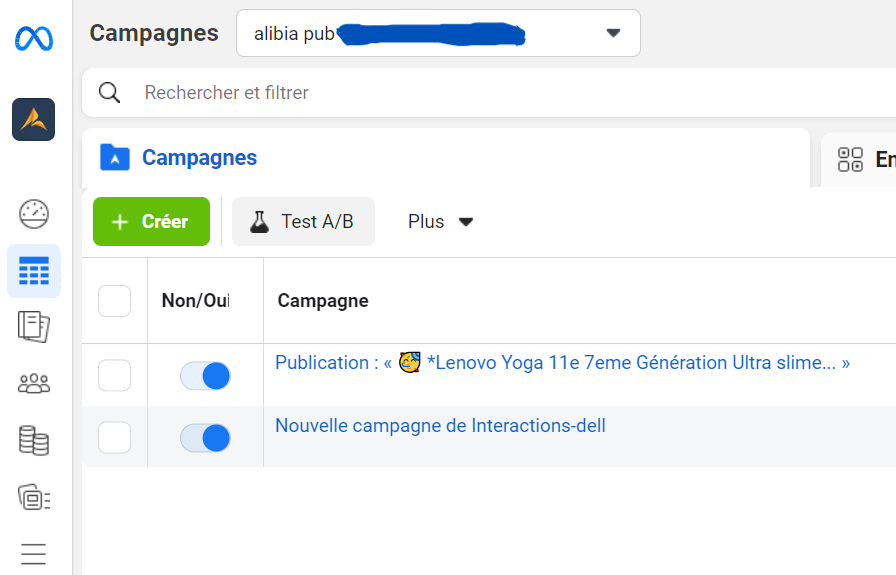 Campagnes
alibia pub
Rechercher et filtrer
Campagnes
En
+ Créer
Test A/B
Plus
Non/Oui
Campagne
Publication : « 🥳 *Lenovo Yoga 11e 7eme Génération Ultra slime... »
Nouvelle campagne de Interactions-dell